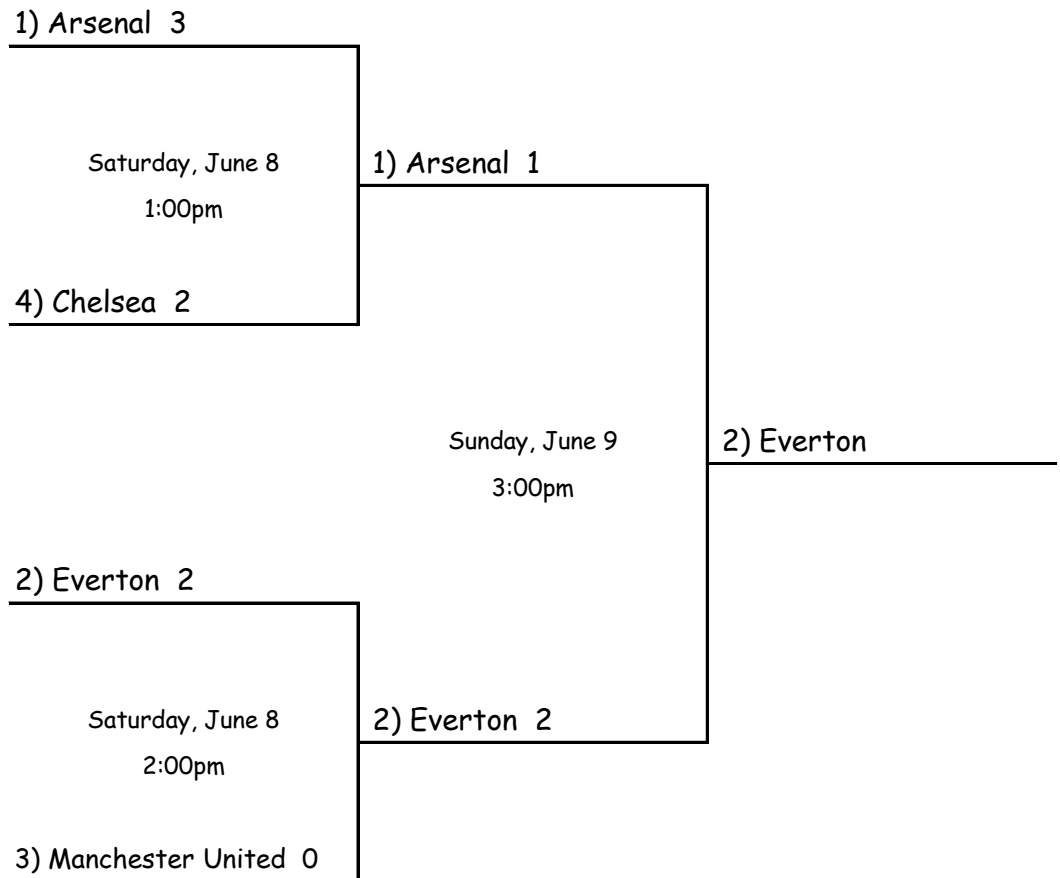 1) Arsenal 3
Saturday, June 8
1:00pm
1) Arsenal 1
4) Chelsea 2
Sunday, June 9
3:00pm
2) Everton
2) Everton 2
Saturday, June 8
2:00pm
2) Everton 2
3) Manchester United 0